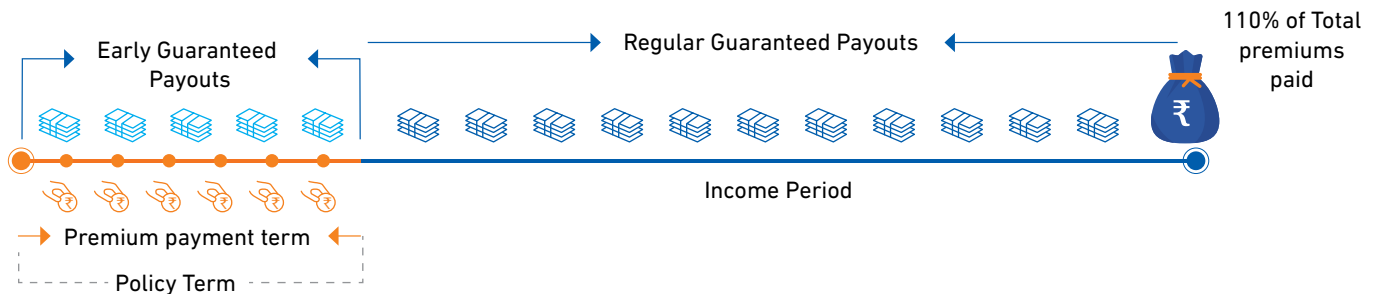 Early Guaranteed
Payouts
Regular Guaranteed Payouts
110% of Total
premiums
paid
₹
Income Period
₹ ₹ ₹ ₹ ₹ ₹
Premium payment term
Policy Term